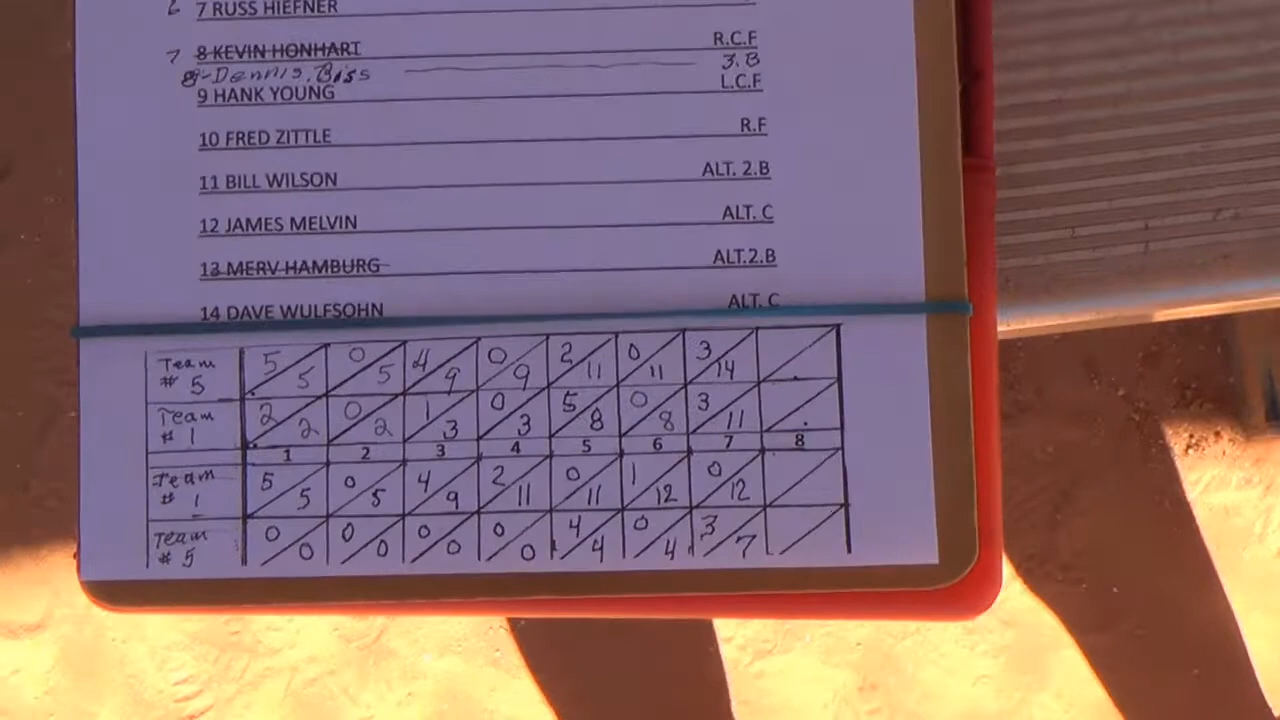 6 7 RUSS HIEFNER
7 8 KEVIN HONHART R.C.F
8-Dennis. Biss 3.B
9 HANK YOUNG L.C.F
10 FRED ZITTLE R.F
11 BILL WILSON ALT. 2.B
12 JAMES MELVIN ALT. C
13 MERV HAMBURG ALT.2.B
14 DAVE WULFSOHN ALT. C
Team # 5 5/5 0/5 4/9 0/9 2/11 0/11 3/14
Team # 1 2/2 0/2 1/3 0/3 5/8 0/8 3/11
1 2 3 4 5 6 7 8
Team # 1 5/5 0/5 4/9 2/11 0/11 1/12 0/12
Team # 5 0/0 0/0 0/0 0/0 4/4 0/4 3/7